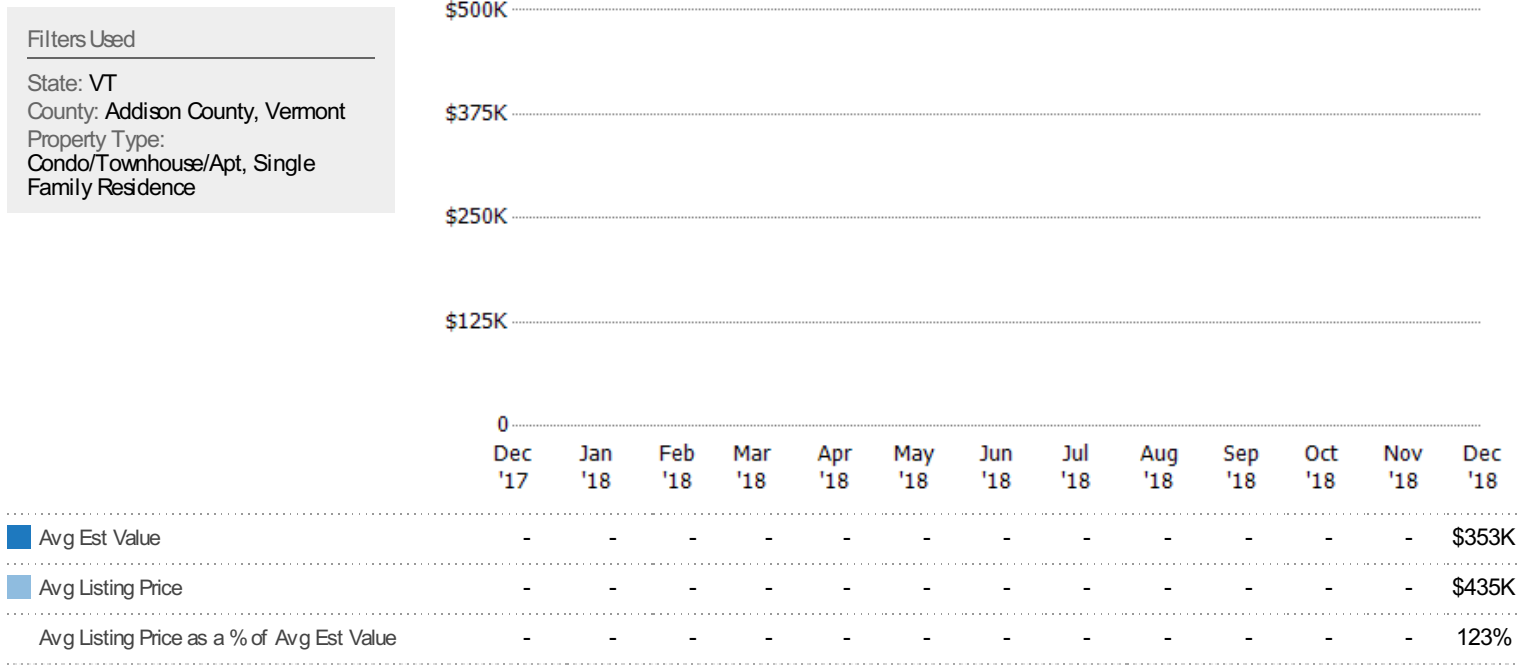 Filters Used
State: VT
County: Addison County, Vermont
Property Type:
Condo/Townhouse/Apt, Single
Family Residence
$500K
$375K
$250K
$125K
0
Dec Jan Feb Mar Apr May Jun Jul Aug Sep Oct Nov Dec
'17 '18 '18 '18 '18 '18 '18 '18 '18 '18 '18 '18 '18
Avg Est Value - - - - - - - - - - - - $353K
Avg Listing Price - - - - - - - - - - - - $435K
Avg Listing Price as a % of Avg Est Value - - - - - - - - - - - - 123%